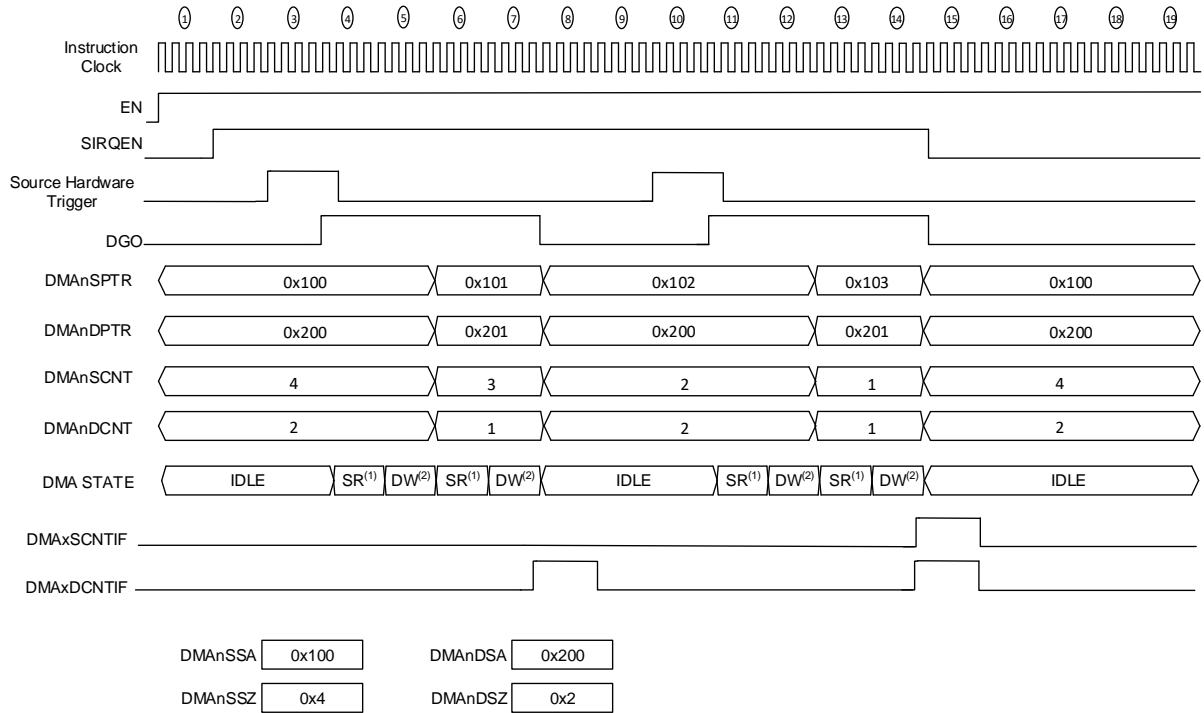 1 2 3 4 5 6 7 8 9 10 11 12 13 14 15 16 17 18 19
Instruction
Clock
EN
SIRQEN
Source Hardware
Trigger
DGO
DMAnSPTR 0x100 0x101 0x102 0x103 0x100
DMAnDPTR 0x200 0x201 0x200 0x201 0x200
DMAnSCNT 4 3 2 1 4
DMAnDCNT 2 1 2 1 2
DMA STATE IDLE SR(1) DW(2) SR(1) DW(2) IDLE SR(1) DW(2) SR(1) DW(2) IDLE
DMAxSCNTIF
DMAxDCNTIF
DMAnSSA 0x100 DMAnDSA 0x200
DMAnSSZ 0x4 DMAnDSZ 0x2